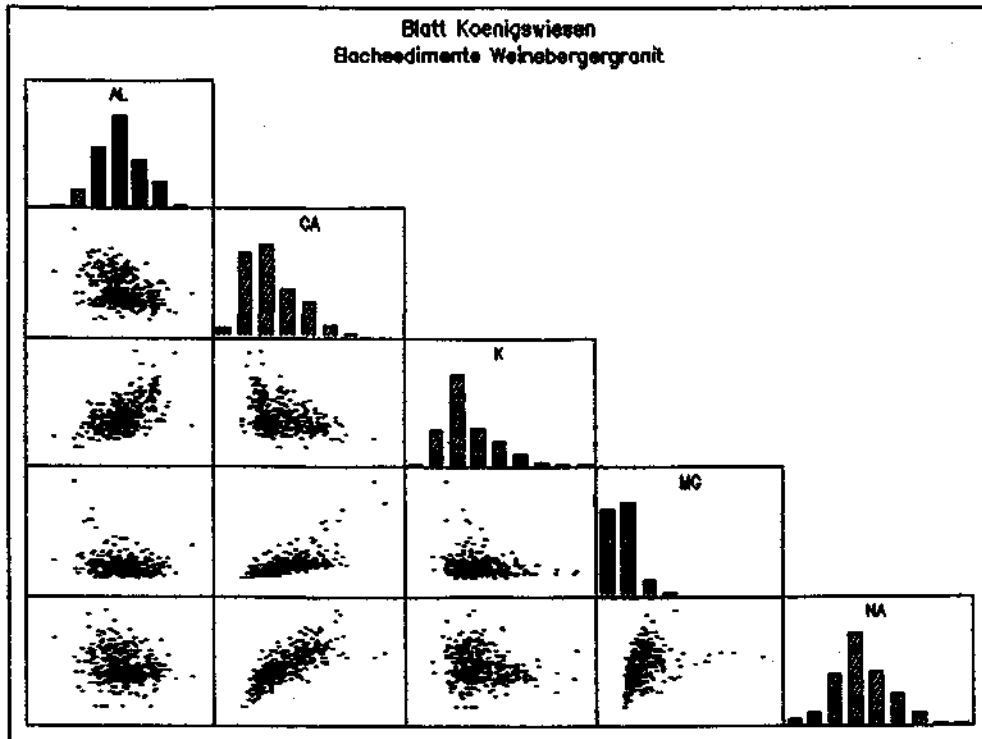 Blatt Koenigswiesen
Bachsedimente Weinsbergergranit
AL
CA
K
MG
NA